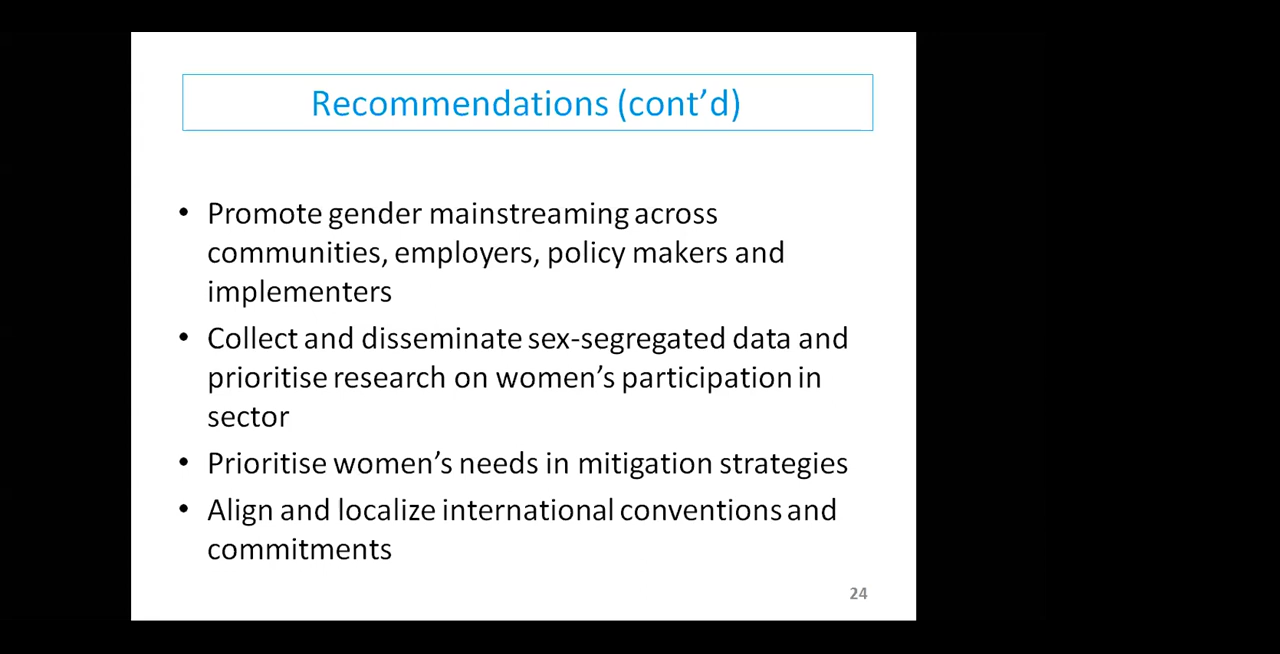 Recommendations (cont’d)
• Promote gender mainstreaming across
communities, employers, policy makers and
implementers
• Collect and disseminate sex-segregated data and
prioritise research on women’s participation in
sector
• Prioritise women’s needs in mitigation strategies
• Align and localize international conventions and
commitments
24